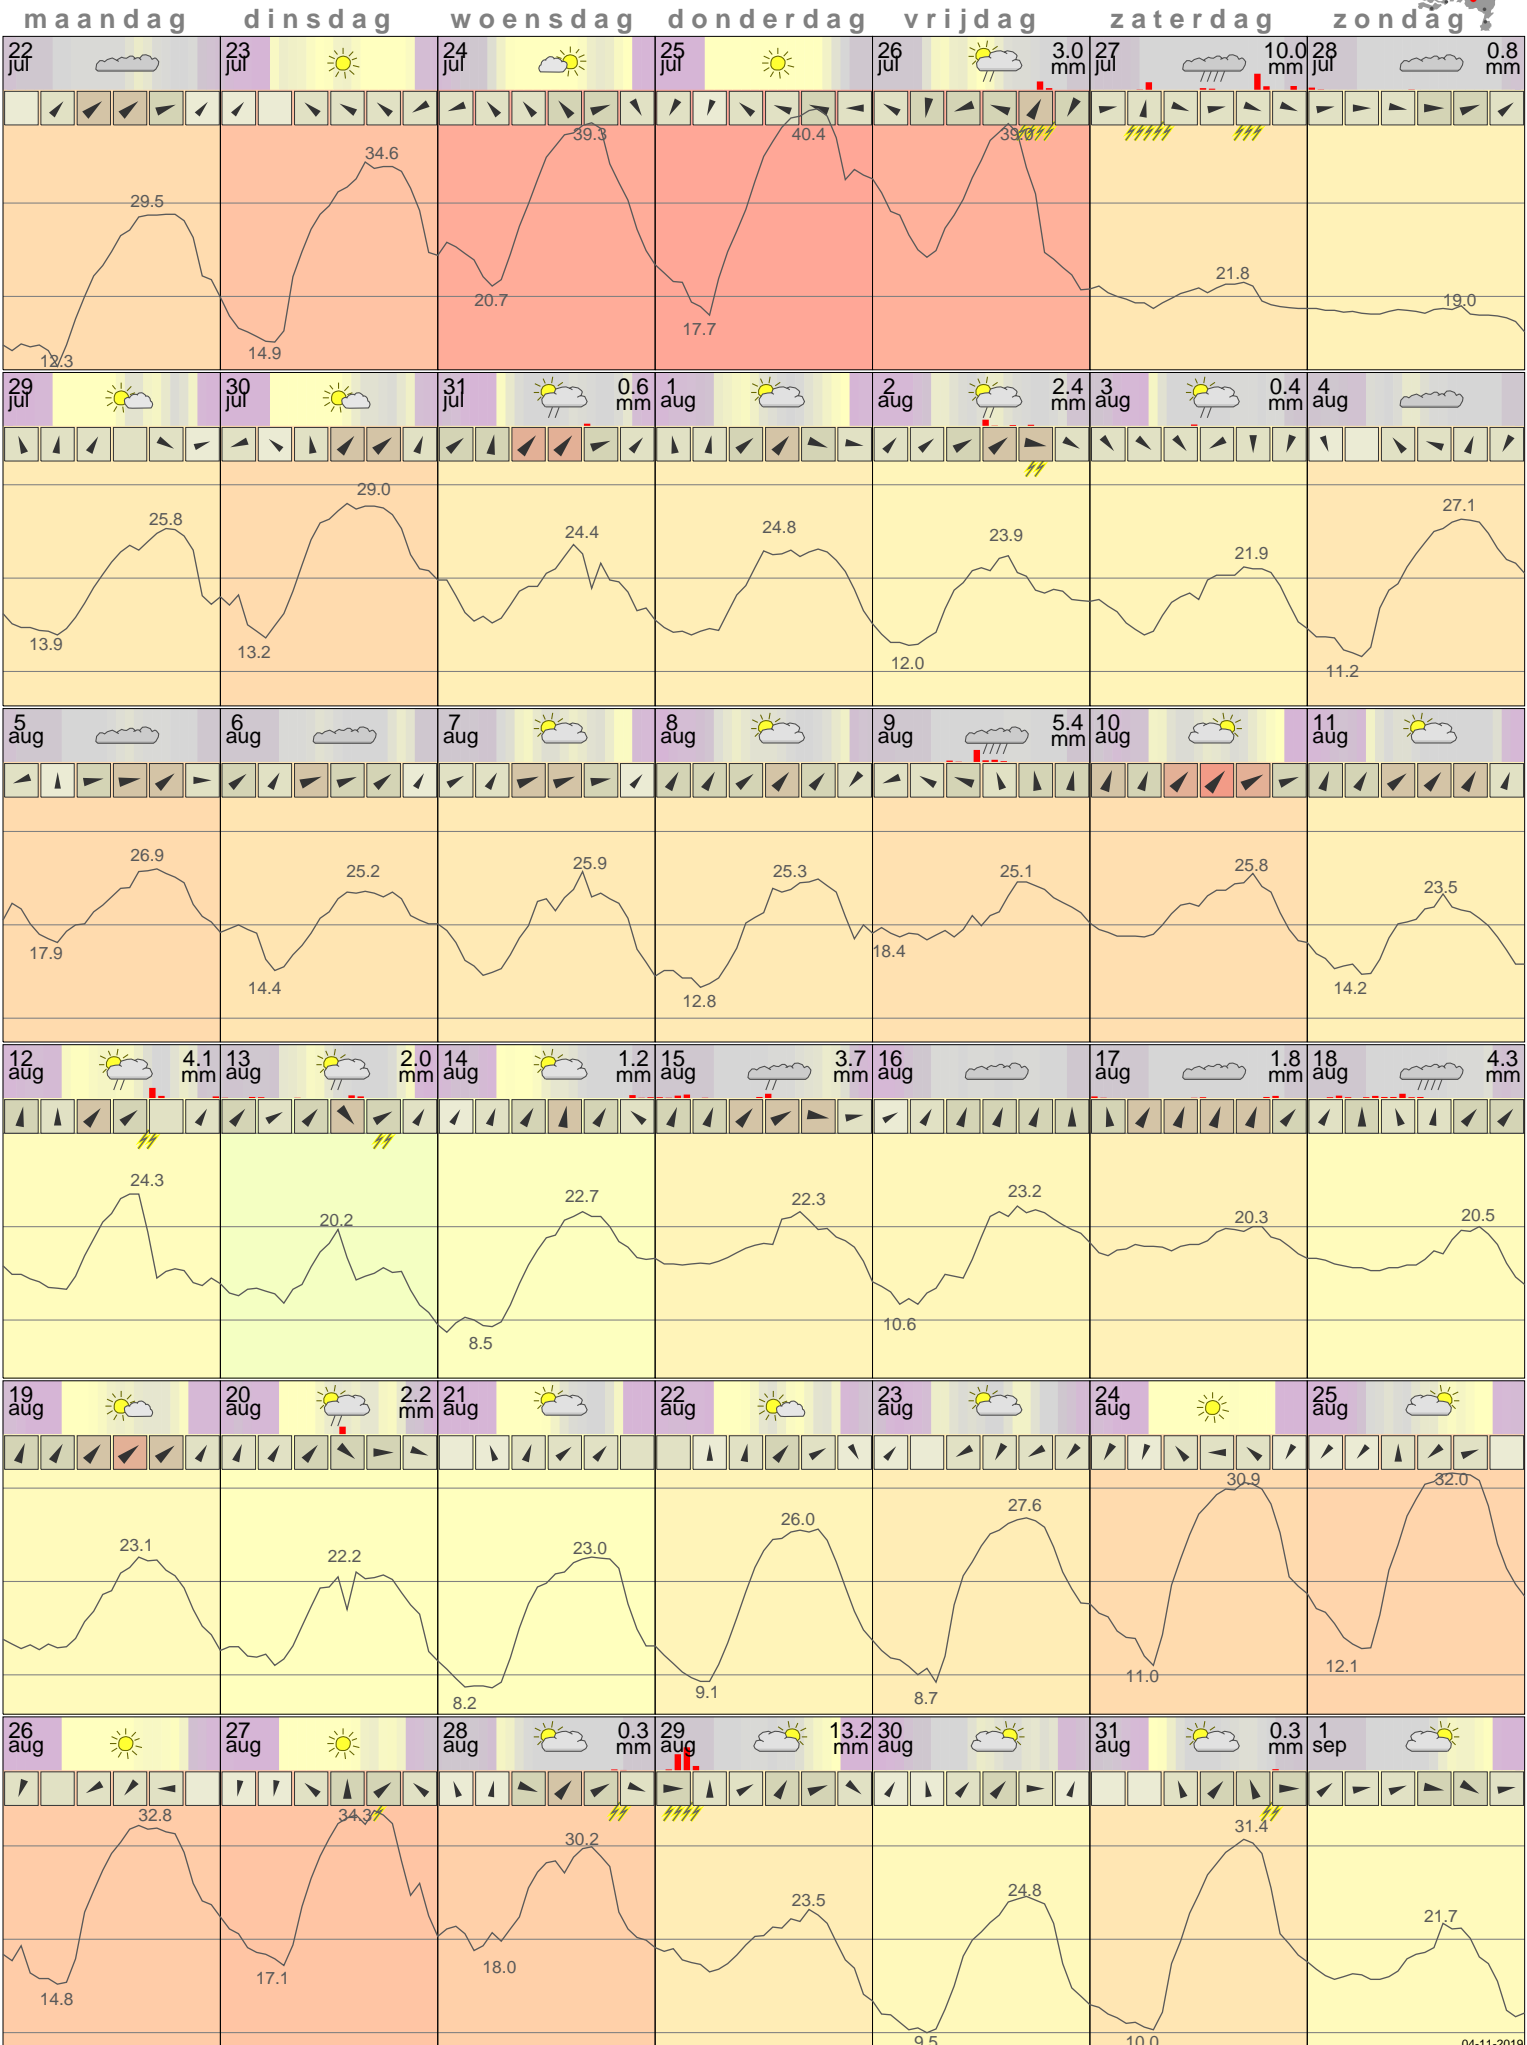 maandag dinsdag woensdag donderdag vrijdag zaterdag zondag
22 23 24 25 26 3.0 27 10.0 28 0.8
jul jul jul jul jul mm jul mm jul mm
39.3 40.4 39.0
34.6
29.5
21.8
20.7 19.0
17.7
12.3 14.9
29 30 31 0.6 1 2 2.4 3 0.4 4
jul jul jul mm aug aug mm aug mm aug
29.0
25.8 24.4 24.8 23.9 21.9 27.1
13.9 13.2 12.0 11.2
5 6 7 8 9 5.4 10 11
aug aug aug aug aug mm aug aug
26.9 25.2 25.9 25.3 25.1 25.8 23.5
17.9 18.4
14.4 12.8 14.2
12 4.1 13 2.0 14 1.2 15 3.7 16 17 1.8 18 4.3
aug mm aug mm aug mm aug mm aug aug mm aug mm
24.3 20.2 22.7 22.3 23.2 20.3 20.5
8.5 10.6
19 20 2.2 21 22 23 24 25
aug aug mm aug aug aug aug aug
30.9 32.0
23.1 22.2 23.0 26.0 27.6
8.2 9.1 8.7 11.0 12.1
26 27 28 0.3 29 13.2 30 31 0.3 1
aug aug aug mm aug mm aug aug mm sep
32.8 34.3 30.2 23.5 24.8 31.4 21.7
14.8 17.1 18.0
9.5 10.0
04-11-2019